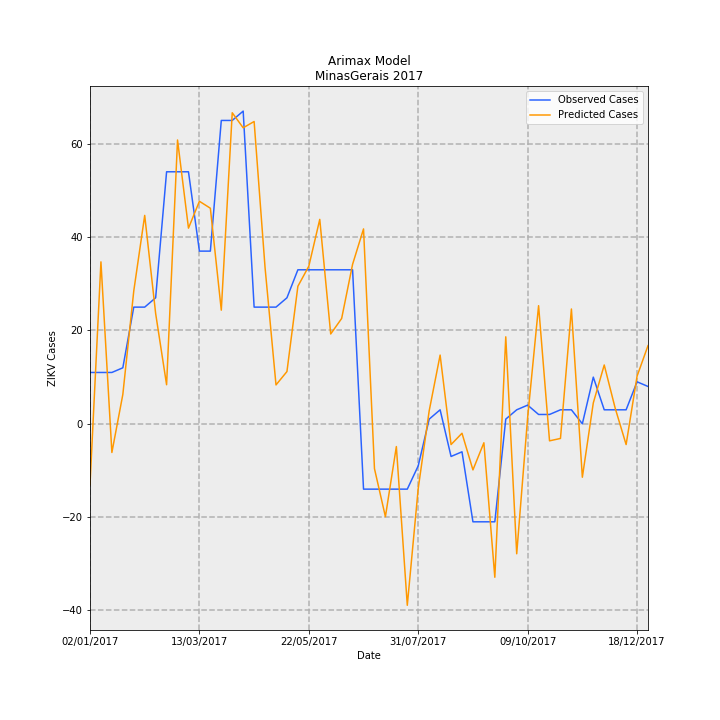 Arimax Model
MinasGerais 2017
Observed Cases
Predicted Cases
ZIKV Cases
60
40
20
0
−20
−40
02/01/2017
13/03/2017
22/05/2017
31/07/2017
09/10/2017
18/12/2017
Date